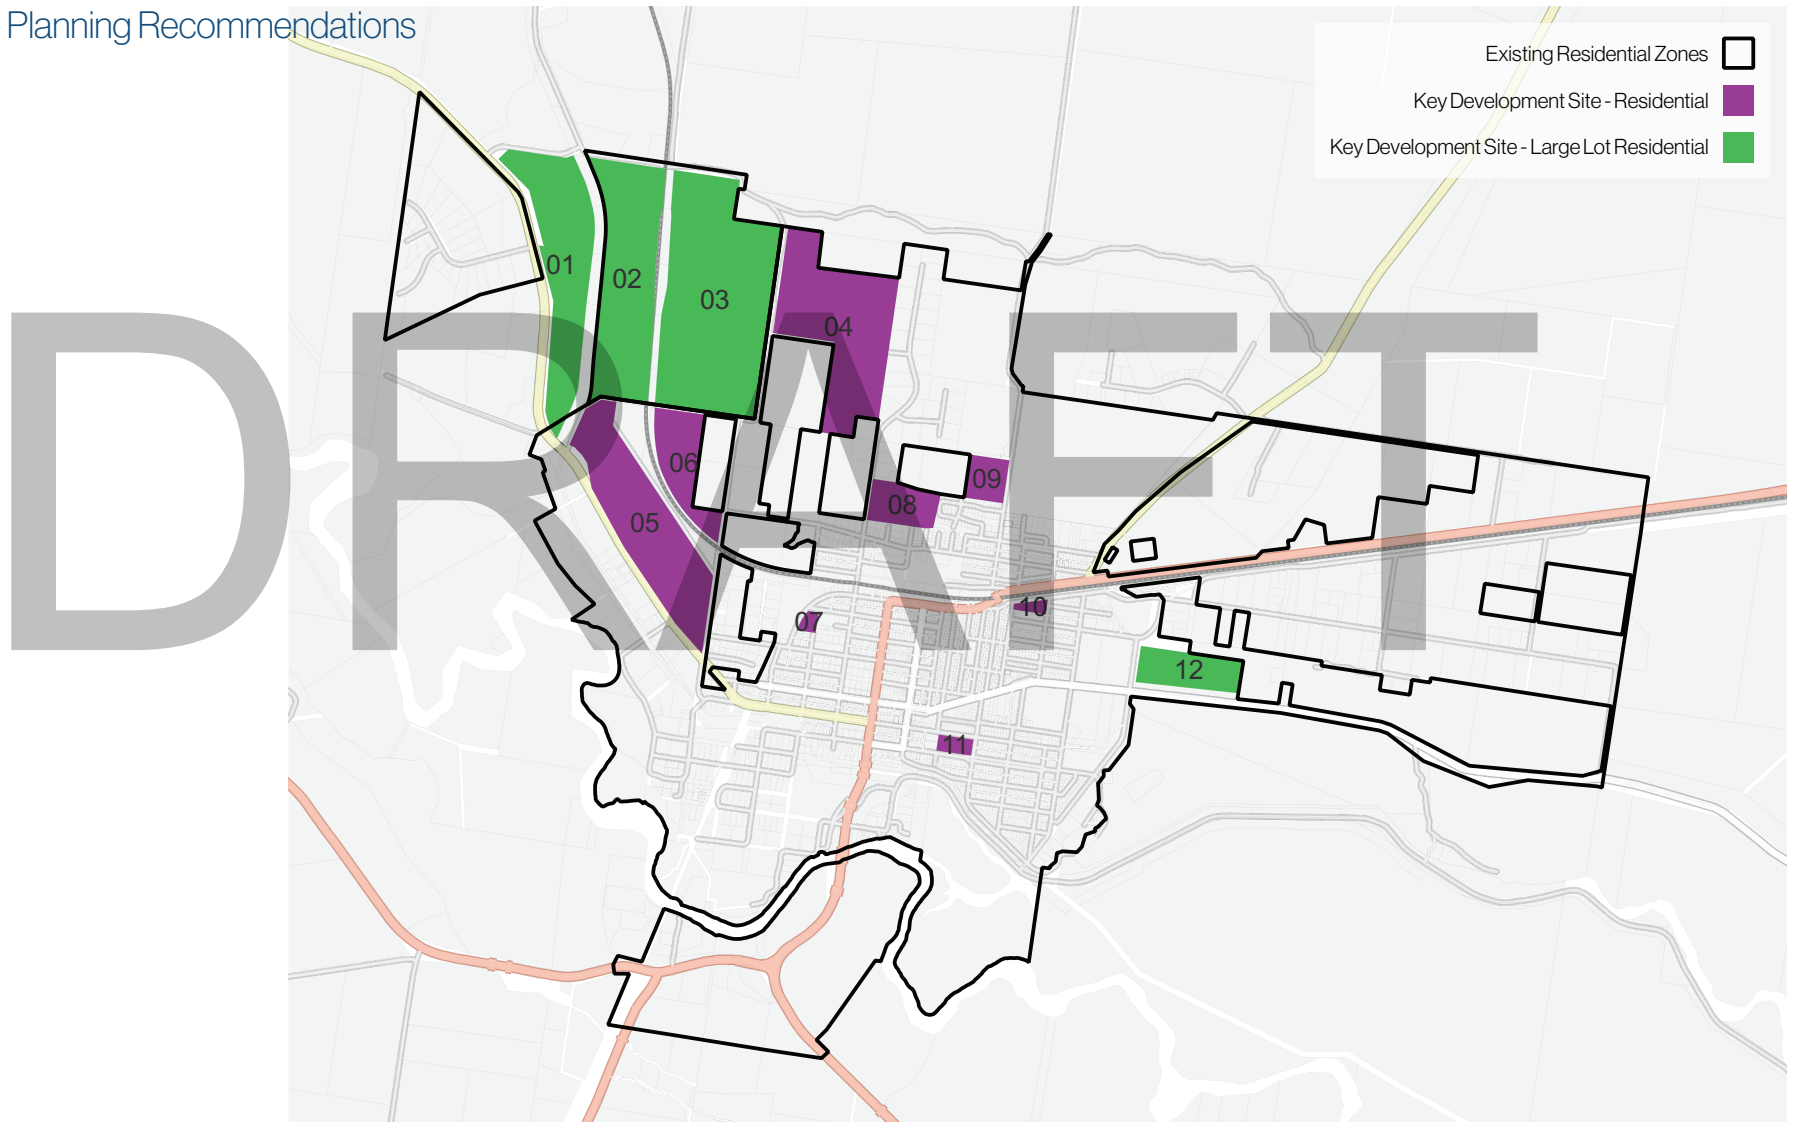 Planning Recommendations
Existing Residential Zones
Key Development Site - Residential
Key Development Site - Large Lot Residential
01
02
03
04
05
06
07
08
09
10
11
12
DRAFT